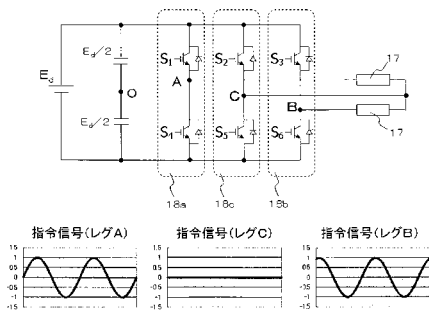 S₁ S₂ S₃
E_d/2
E_d
A
O
C
B
E_d/2
S₄ S₅ S₆
17
17
18a 18c 18b
指令信号(レグA) 指令信号(レグC) 指令信号(レグB)
1.5 1.5 1.5
1 1 1
0.5 0.5 0.5
0 0 0
-0.5 -0.5 -0.5
-1 -1 -1
-1.5 -1.5 -1.5